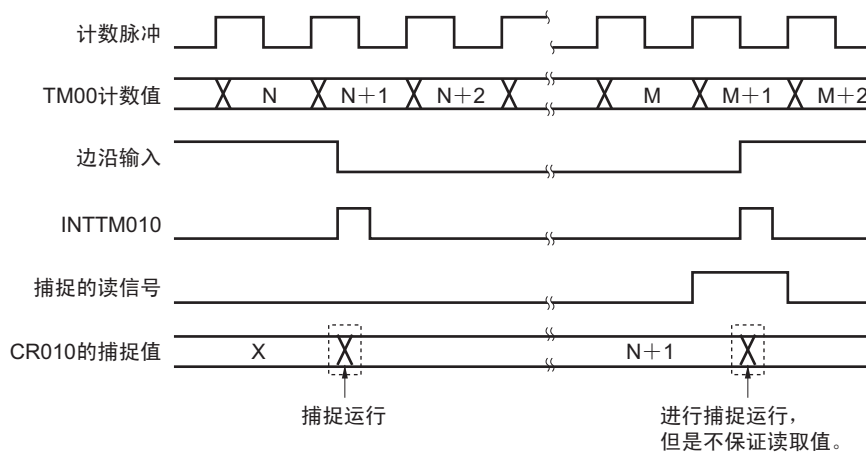 计数脉冲
TM00计数值 N N+1 N+2 M M+1 M+2
边沿输入
INTTM010
捕捉的读信号
CR010的捕捉值 X N+1
捕捉运行
进行捕捉运行，
但是不保证读取值。